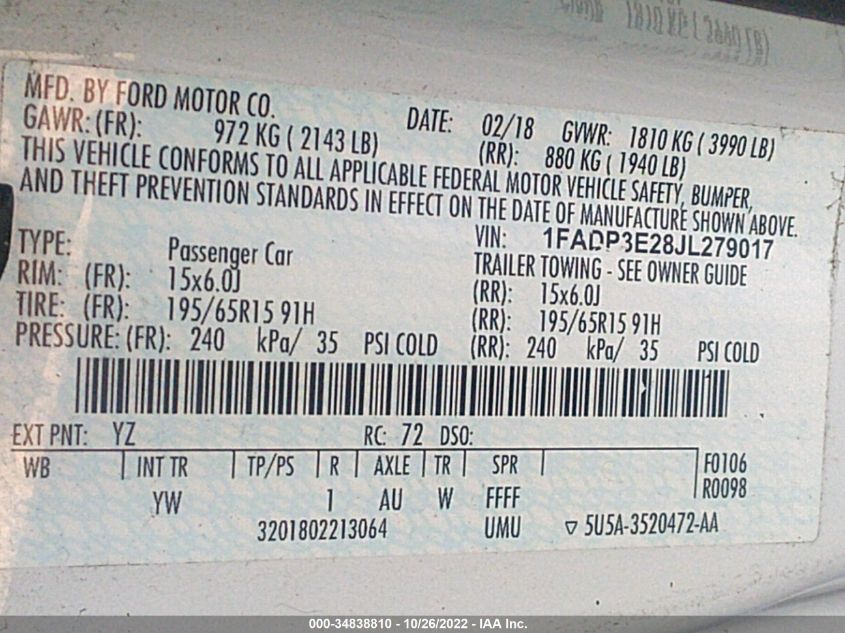 1810 KG ( 3990 LB)
MFD. BY FORD MOTOR CO.
DATE: 02/18 GVWR: 1810 KG ( 3990 LB)
GAWR: (FR): 972 KG ( 2143 LB) (RR): 880 KG ( 1940 LB)
THIS VEHICLE CONFORMS TO ALL APPLICABLE FEDERAL MOTOR VEHICLE SAFETY, BUMPER,
AND THEFT PREVENTION STANDARDS IN EFFECT ON THE DATE OF MANUFACTURE SHOWN ABOVE.
VIN: 1FADP3E28JL279017
TYPE: Passenger Car TRAILER TOWING - SEE OWNER GUIDE
RIM: (FR): 15x6.0J (RR): 15x6.0J
TIRE: (FR): 195/65R15 91H (RR): 195/65R15 91H
PRESSURE: (FR): 240 kPa/ 35 PSI COLD (RR): 240 kPa/ 35 PSI COLD
EXT PNT: YZ RC: 72 DSO:
WB INT TR TP/PS R AXLE TR SPR F0106
YW 1 AU W FFFF R0098
3201802213064 UMU ▽ 5U5A-3520472-AA
000-34838810 - 10/26/2022 - IAA Inc.